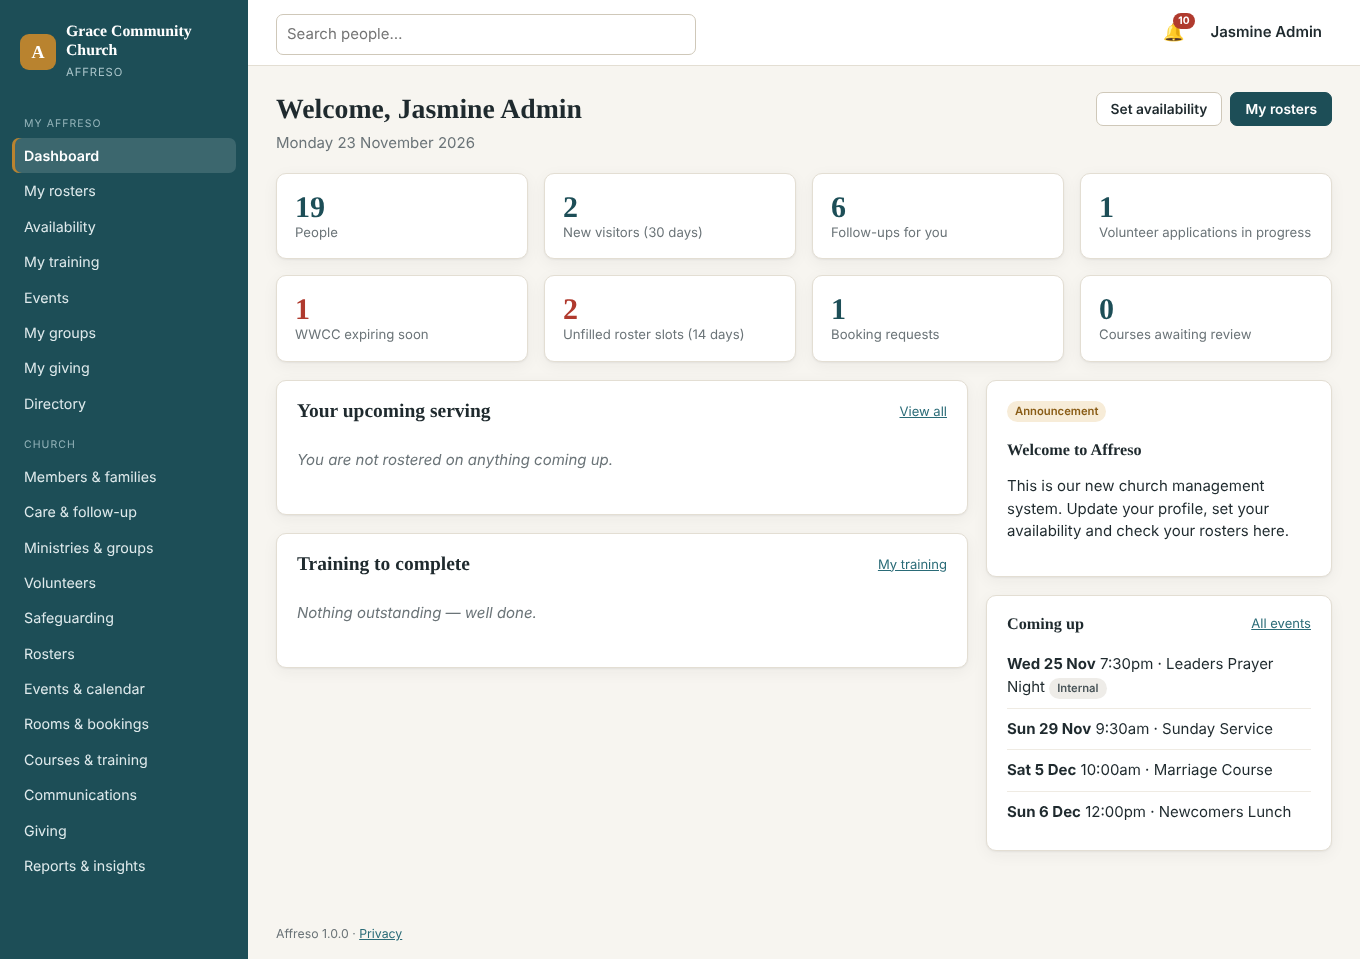 A
Grace Community
Church
AFFRESO
MY AFFRESO
Dashboard
My rosters
Availability
My training
Events
My groups
My giving
Directory
CHURCH
Members & families
Care & follow-up
Ministries & groups
Volunteers
Safeguarding
Rosters
Events & calendar
Rooms & bookings
Courses & training
Communications
Giving
Reports & insights
Search people...
10
Jasmine Admin
Welcome, Jasmine Admin
Monday 23 November 2026
Set availability
My rosters
19
People
2
New visitors (30 days)
6
Follow-ups for you
1
Volunteer applications in progress
1
WWCC expiring soon
2
Unfilled roster slots (14 days)
1
Booking requests
0
Courses awaiting review
Your upcoming serving
View all
You are not rostered on anything coming up.
Training to complete
My training
Nothing outstanding — well done.
Announcement
Welcome to Affreso
This is our new church management
system. Update your profile, set your
availability and check your rosters here.
Coming up
All events
Wed 25 Nov 7:30pm · Leaders Prayer
Night Internal
Sun 29 Nov 9:30am · Sunday Service
Sat 5 Dec 10:00am · Marriage Course
Sun 6 Dec 12:00pm · Newcomers Lunch
Affreso 1.0.0 · Privacy